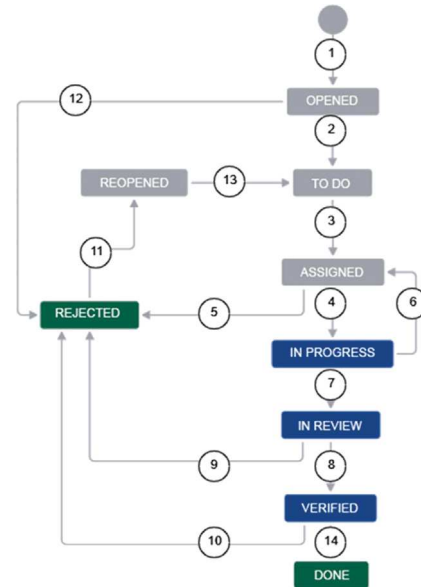 1
12
OPENED
2
REOPENED
13
TO DO
3
11
ASSIGNED
REJECTED
5
4
6
IN PROGRESS
7
IN REVIEW
9
8
VERIFIED
10
14
DONE